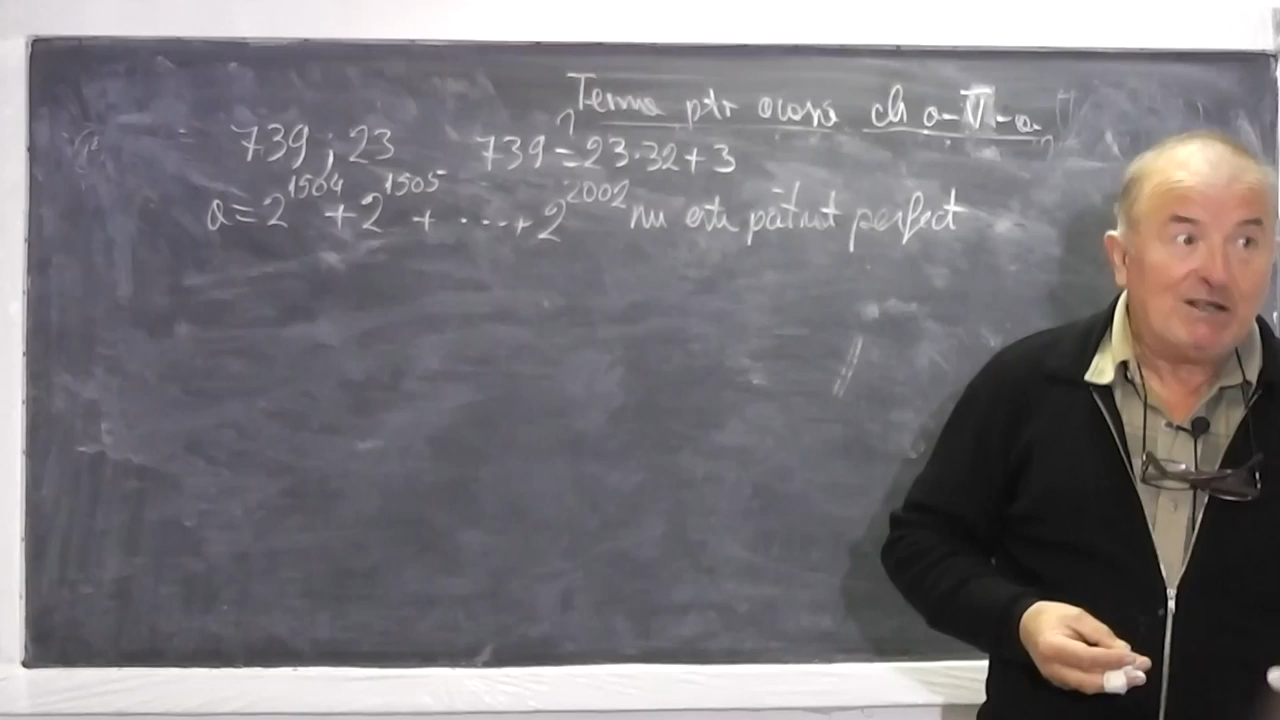 Tema ptr acasă cls a-V-a
739 : 23 739 = 23·32+3
a=2^1504+2^1505+ ··· + 2^2002 nu este pătrat perfect